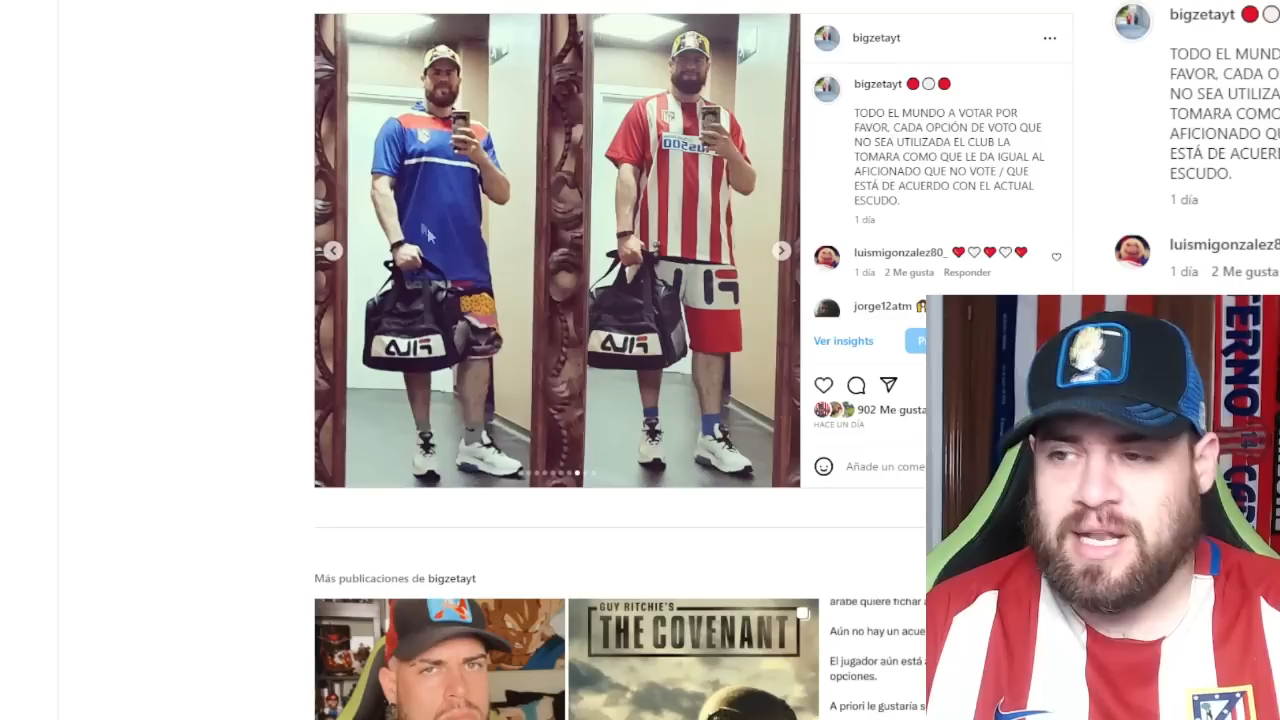 bigzetayt
bigzetayt
TODO EL MUNDO A VOTAR POR
FAVOR, CADA OPCIÓN DE VOTO QUE
NO SEA UTILIZADA EL CLUB LA
TOMARA COMO QUE LE DA IGUAL AL
AFICIONADO QUE NO VOTE / QUE
ESTÁ DE ACUERDO CON EL ACTUAL
ESCUDO.
1 día
luismigonzalez80_ ❤🤍❤🤍❤
1 día 2 Me gusta Responder
jorge12atm
Ver insights
902 Me gusta
HACE UN DÍA
Añade un come
bigzetayt
TODO EL MUND
FAVOR, CADA O
NO SEA UTILIZA
TOMARA COMO
AFICIONADO QU
ESTÁ DE ACUERD
ESCUDO.
1 día
luismigonzalez8
1 día 2 Me gusta
Más publicaciones de bigzetayt
GUY RITCHIE'S
THE COVENANT
arabe quiere fichar
Aún no hay un acue
El jugador aún está
opciones.
A priori le gustaría s